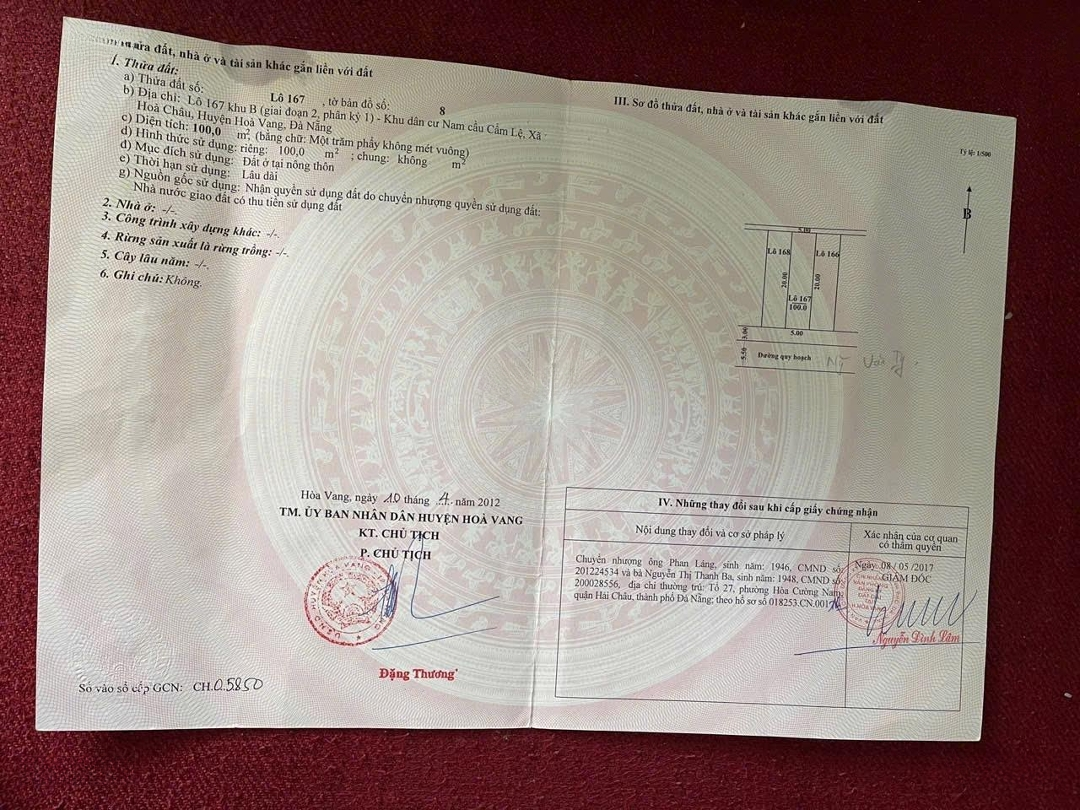 ửa đất, nhà ở và tài sản khác gắn liền với đất
1. Thửa đất:
a) Thửa đất số: Lô 167 , tờ bản đồ số: 8
b) Địa chỉ: Lô 167 khu B (giai đoạn 2, phân kỳ 1) - Khu dân cư Nam cầu Cẩm Lệ, Xã
Hoà Châu, Huyện Hoà Vang, Đà Nẵng
c) Diện tích: 100,0 m², (bằng chữ: Một trăm phẩy không mét vuông)
d) Hình thức sử dụng: riêng: 100,0 m² ; chung: không m²
đ) Mục đích sử dụng: Đất ở tại nông thôn
e) Thời hạn sử dụng: Lâu dài
g) Nguồn gốc sử dụng: Nhận quyền sử dụng đất do chuyển nhượng quyền sử dụng đất:
Nhà nước giao đất có thu tiền sử dụng đất
2. Nhà ở: -/-
3. Công trình xây dựng khác: -/-.
4. Rừng sản xuất là rừng trồng: -/-.
5. Cây lâu năm: -/-.
6. Ghi chú: Không.
Hòa Vang, ngày 10 tháng 4 năm 2012
TM. ỦY BAN NHÂN DÂN HUYỆN HOÀ VANG
KT. CHỦ TỊCH
P. CHỦ TỊCH
Đặng Thương
Số vào sổ cấp GCN: CH.05850
III. Sơ đồ thửa đất, nhà ở và tài sản khác gắn liền với đất
Tỷ lệ: 1/500
B
5.00
Lô 168
Lô 166
20.00
20.00
Lô 167
100.0
5.00
3.00
5.50
Đường quy hoạch
IV. Những thay đổi sau khi cấp giấy chứng nhận
Nội dung thay đổi và cơ sở pháp lý
Xác nhận của cơ quan
có thẩm quyền
Chuyển nhượng ông Phan Láng, sinh năm: 1946, CMND số:
201224534 và bà Nguyễn Thị Thanh Ba, sinh năm: 1948, CMND số:
200028556, địa chỉ thường trú: Tổ 27, phường Hòa Cường Nam,
quận Hải Châu, thành phố Đà Nẵng; theo hồ sơ số 018253.CN.001
Ngày 08/05/2017
GIÁM ĐỐC
Nguyễn Đình Lâm